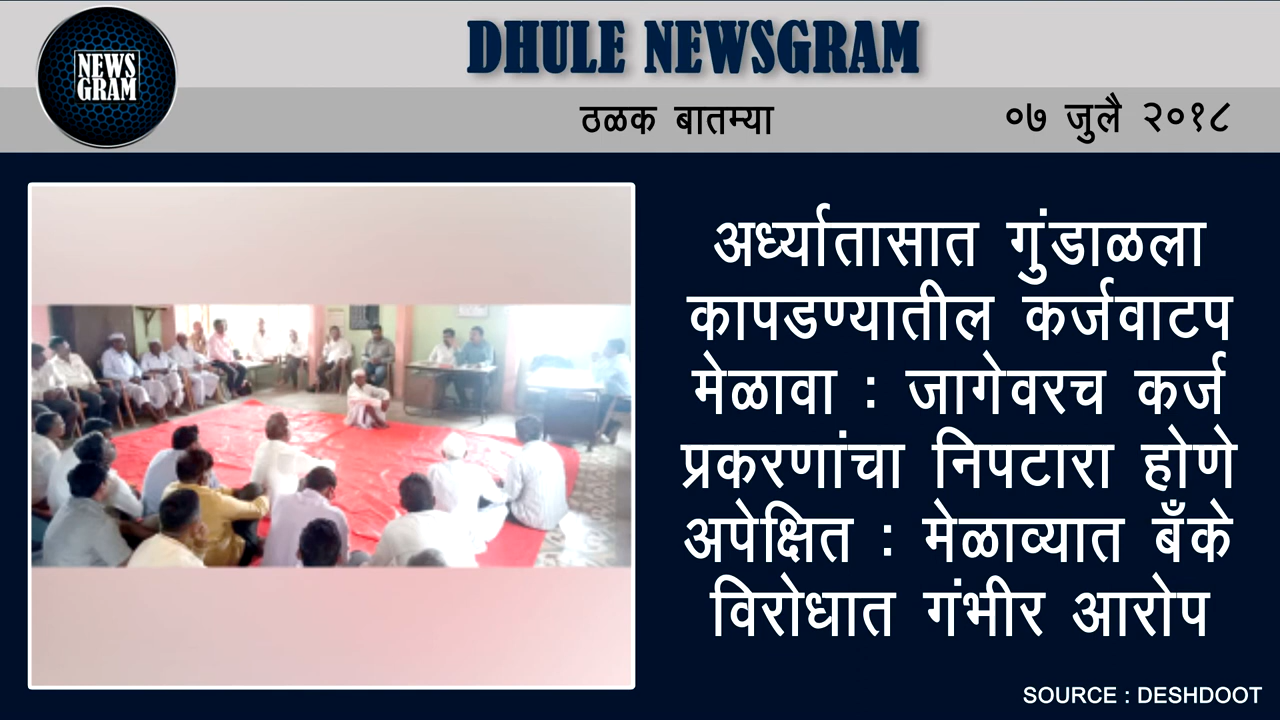 NEWS
GRAM
DHULE NEWSGRAM
ठळक बातम्या
०७ जुलै २०१८
अर्ध्यातासात गुंडाळला
कापडण्यातील कर्जवाटप
मेळावा : जागेवरच कर्ज
प्रकरणांचा निपटारा होणे
अपेक्षित : मेळाव्यात बँके
विरोधात गंभीर आरोप
SOURCE : DESHDOOT